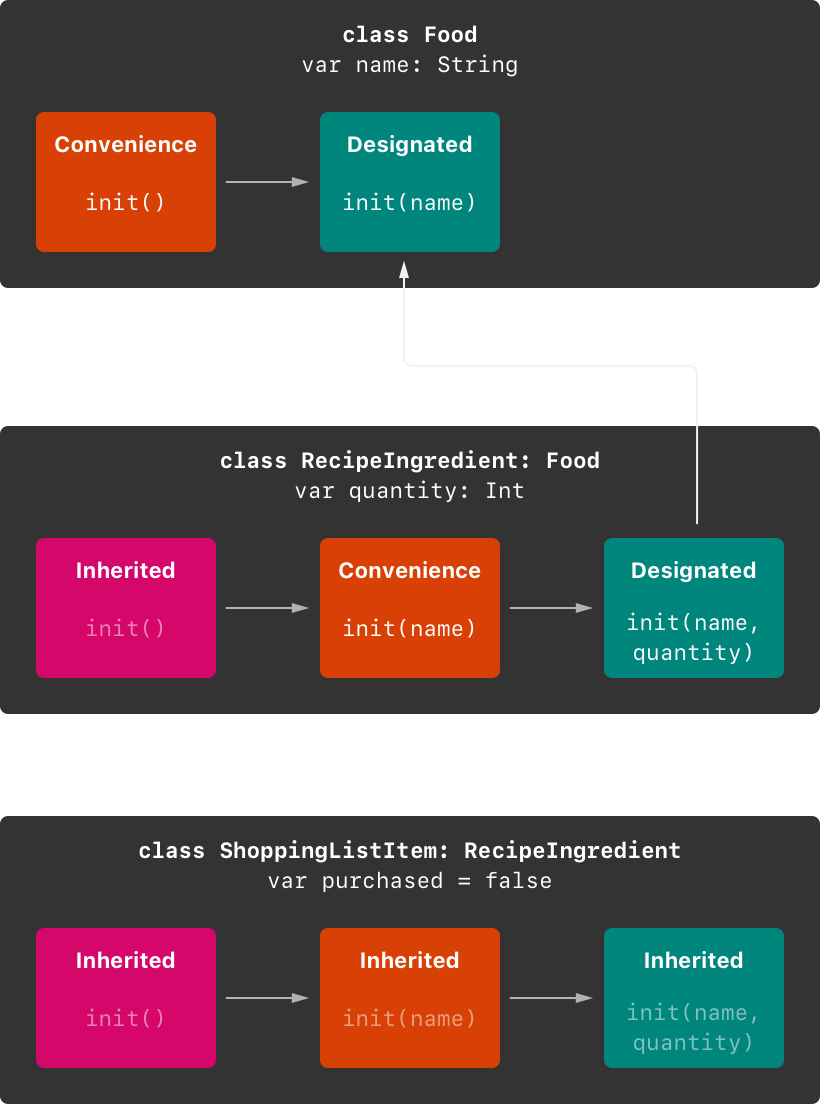 class Food
var name: String
Convenience
init()
Designated
init(name)
class RecipeIngredient: Food
var quantity: Int
Inherited
init()
Convenience
init(name)
Designated
init(name,
quantity)
class ShoppingListItem: RecipeIngredient
var purchased = false
Inherited
init()
Inherited
init(name)
Inherited
init(name,
quantity)